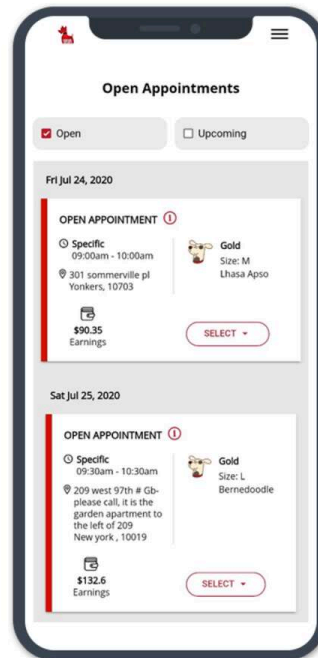 Open Appointments
Open
Upcoming
Fri Jul 24, 2020
OPEN APPOINTMENT
Specific
09:00am - 10:00am
301 sommerville pl
Yonkers, 10703
Gold
Size: M
Lhasa Apso
$90.35
Earnings
SELECT
Sat Jul 25, 2020
OPEN APPOINTMENT
Specific
09:30am - 10:30am
209 west 97th # Gb-
please call, it is the
garden apartment to
the left of 209
New york , 10019
Gold
Size: L
Bernedoodle
$132.6
Earnings
SELECT